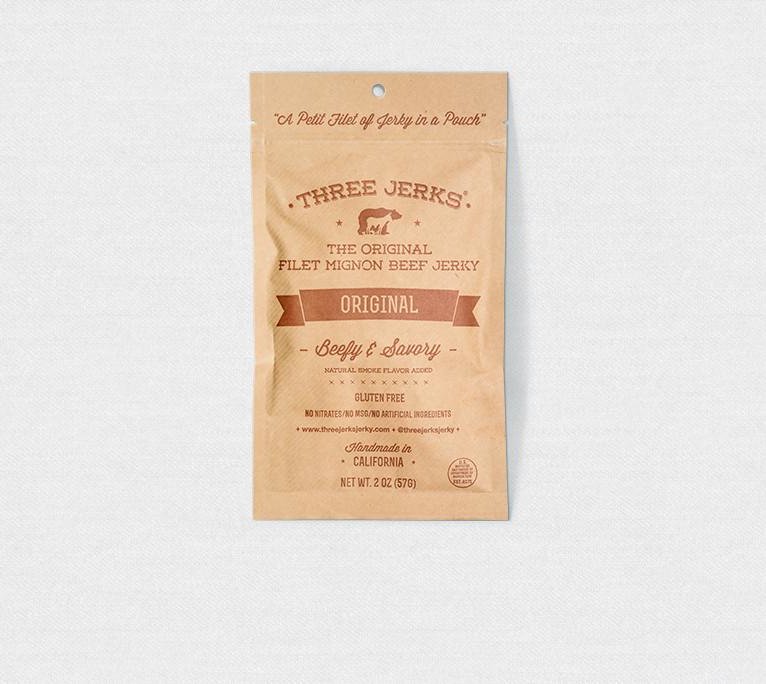 "A Petit Filet of Jerky in a Pouch"
THREE JERKS®
THE ORIGINAL
FILET MIGNON BEEF JERKY
ORIGINAL
– Beefy & Savory –
NATURAL SMOKE FLAVOR ADDED
× × × × × × × × × ×
GLUTEN FREE
NO NITRATES/NO MSG/NO ARTIFICIAL INGREDIENTS
+ www.threejerksjerky.com + @threejerksjerky +
Handmade in
CALIFORNIA
NET WT. 2 OZ (57G)
U.S.